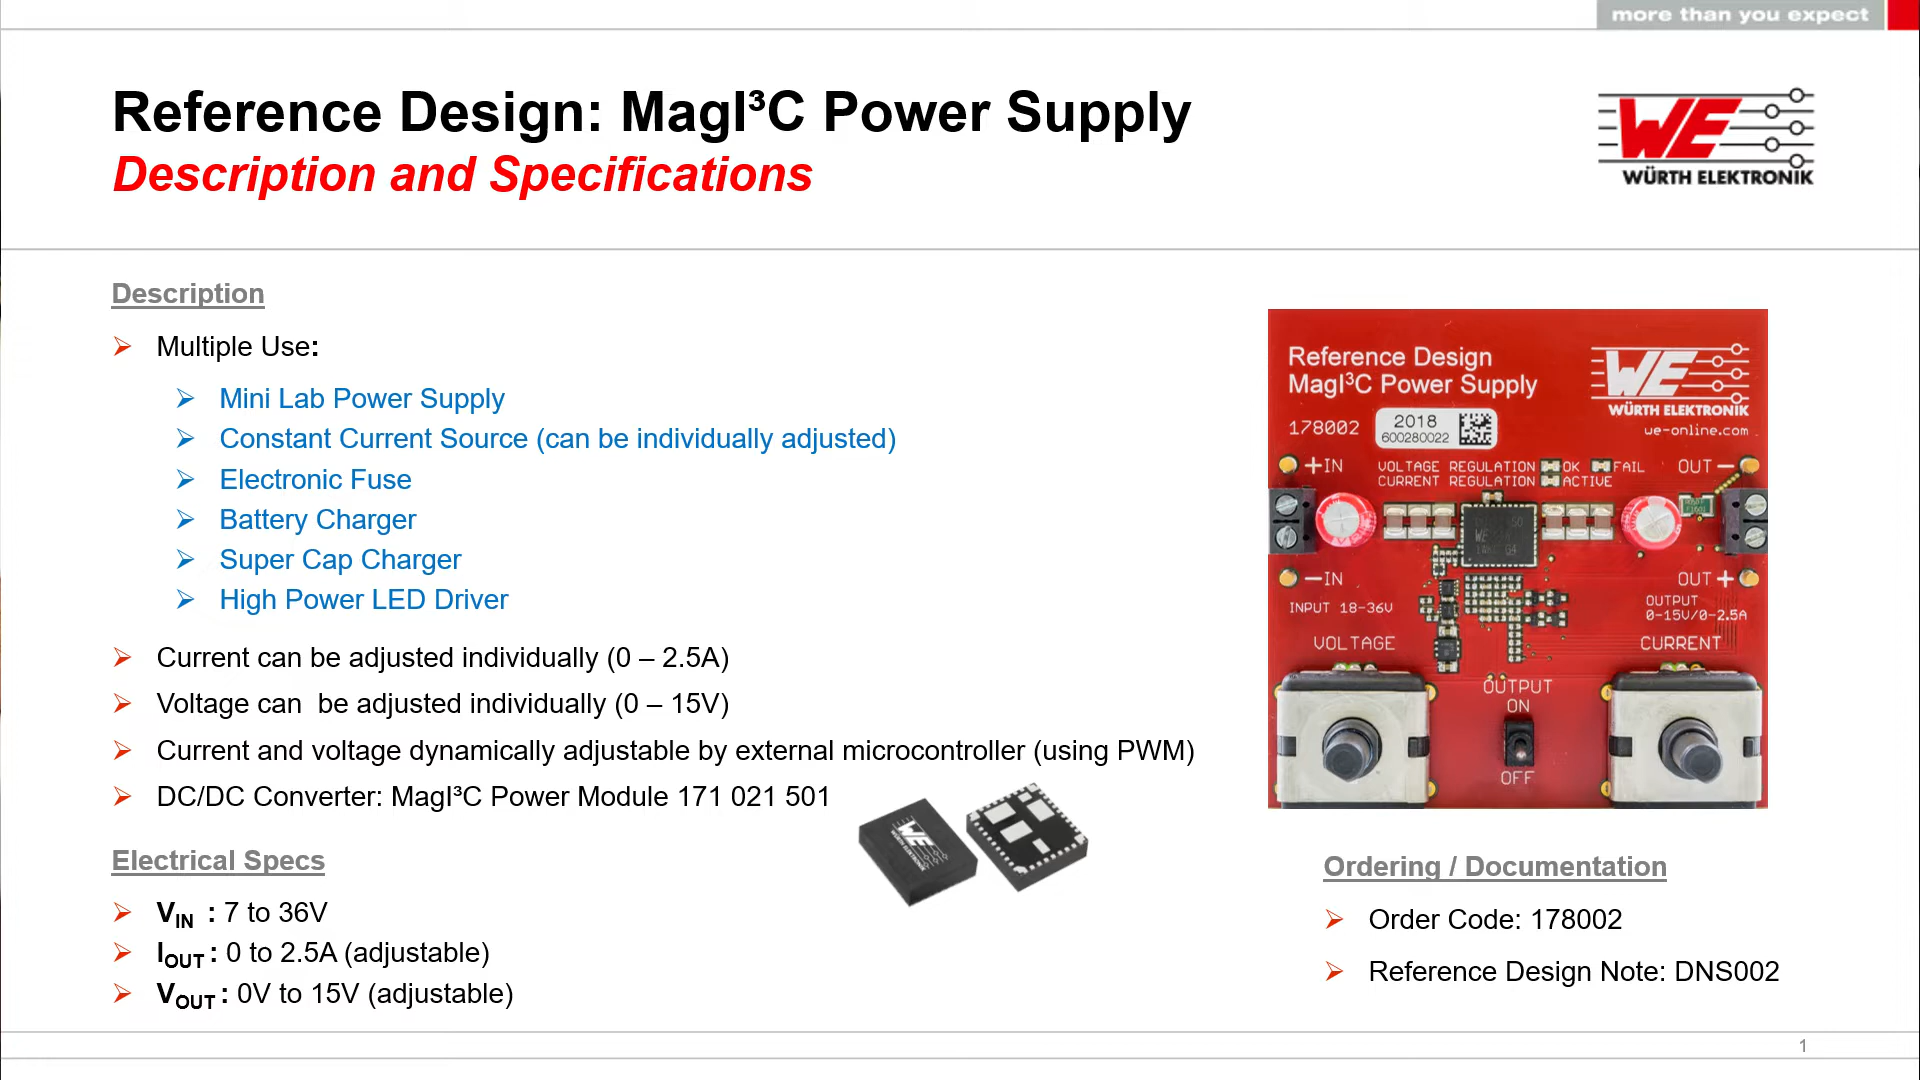 more than you expect
Reference Design: MagI³C Power Supply
Description and Specifications
WE
WÜRTH ELEKTRONIK
Description
Multiple Use:
Mini Lab Power Supply
Constant Current Source (can be individually adjusted)
Electronic Fuse
Battery Charger
Super Cap Charger
High Power LED Driver
Current can be adjusted individually (0 – 2.5A)
Voltage can  be adjusted individually (0 – 15V)
Current and voltage dynamically adjustable by external microcontroller (using PWM)
DC/DC Converter: MagI³C Power Module 171 021 501
WE
WÜRTH ELEKTRONIK
Electrical Specs
VIN : 7 to 36V
IOUT : 0 to 2.5A (adjustable)
VOUT : 0V to 15V (adjustable)
Reference Design
MagI³C Power Supply
WE
WÜRTH ELEKTRONIK
we-online.com
178002
2018
600280022
+IN
VOLTAGE REGULATION OK FAIL
CURRENT REGULATION ACTIVE
OUT −
WE
−IN
OUT +
INPUT 18-36V
OUTPUT
0-15V/0-2.5A
VOLTAGE
CURRENT
OUTPUT
ON
OFF
Ordering / Documentation
Order Code: 178002
Reference Design Note: DNS002
1